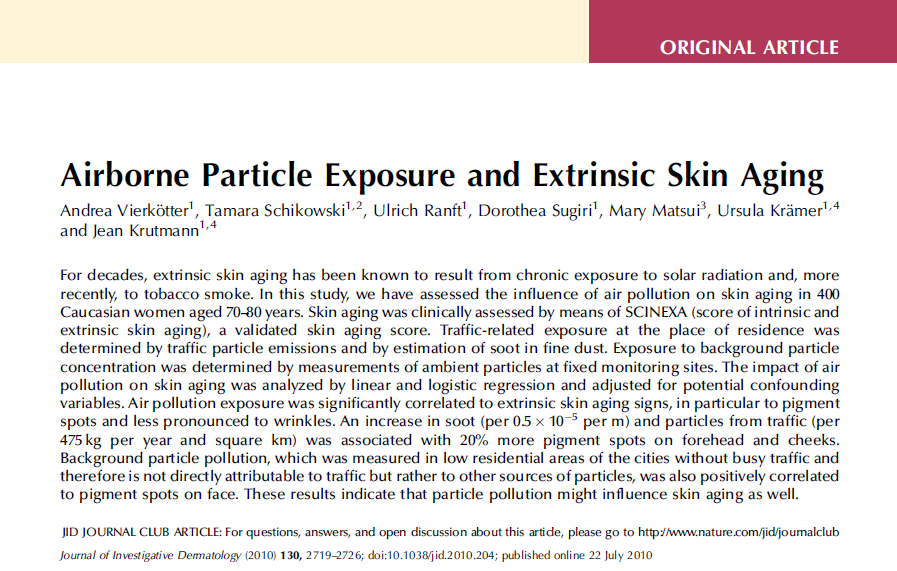 ORIGINAL ARTICLE
Airborne Particle Exposure and Extrinsic Skin Aging
Andrea Vierkötter1, Tamara Schikowski1,2, Ulrich Ranft1, Dorothea Sugiri1, Mary Matsui3, Ursula Krämer1,4
and Jean Krutmann1,4
For decades, extrinsic skin aging has been known to result from chronic exposure to solar radiation and, more
recently, to tobacco smoke. In this study, we have assessed the influence of air pollution on skin aging in 400
Caucasian women aged 70–80 years. Skin aging was clinically assessed by means of SCINEXA (score of intrinsic and
extrinsic skin aging), a validated skin aging score. Traffic-related exposure at the place of residence was
determined by traffic particle emissions and by estimation of soot in fine dust. Exposure to background particle
concentration was determined by measurements of ambient particles at fixed monitoring sites. The impact of air
pollution on skin aging was analyzed by linear and logistic regression and adjusted for potential confounding
variables. Air pollution exposure was significantly correlated to extrinsic skin aging signs, in particular to pigment
spots and less pronounced to wrinkles. An increase in soot (per 0.5 × 10−5 per m) and particles from traffic (per
475 kg per year and square km) was associated with 20% more pigment spots on forehead and cheeks.
Background particle pollution, which was measured in low residential areas of the cities without busy traffic and
therefore is not directly attributable to traffic but rather to other sources of particles, was also positively correlated
to pigment spots on face. These results indicate that particle pollution might influence skin aging as well.
JID JOURNAL CLUB ARTICLE: For questions, answers, and open discussion about this article, please go to http://www.nature.com/jid/journalclub
Journal of Investigative Dermatology (2010) 130, 2719–2726; doi:10.1038/jid.2010.204; published online 22 July 2010